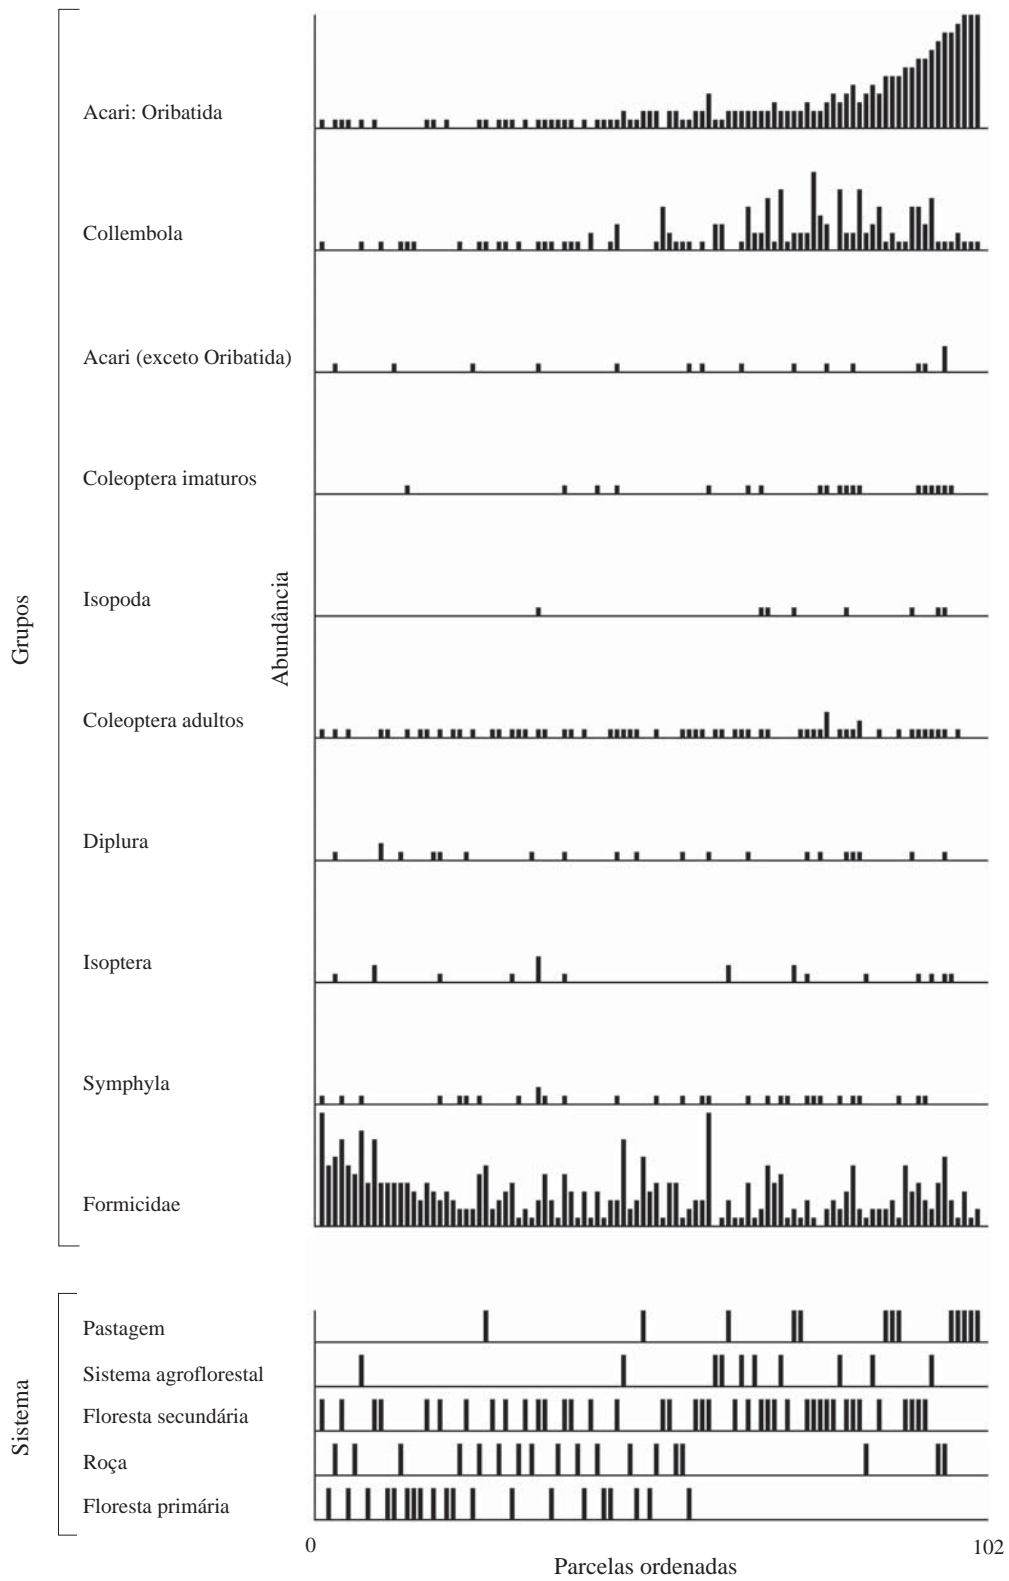 Acari: Oribatida
Collembola
Acari (exceto Oribatida)
Coleoptera imaturos
Isopoda
Coleoptera adultos
Diplura
Isoptera
Symphyla
Formicidae
Grupos
Abundância
Pastagem
Sistema agroflorestal
Floresta secundária
Roça
Floresta primária
Sistema
0
102
Parcelas ordenadas